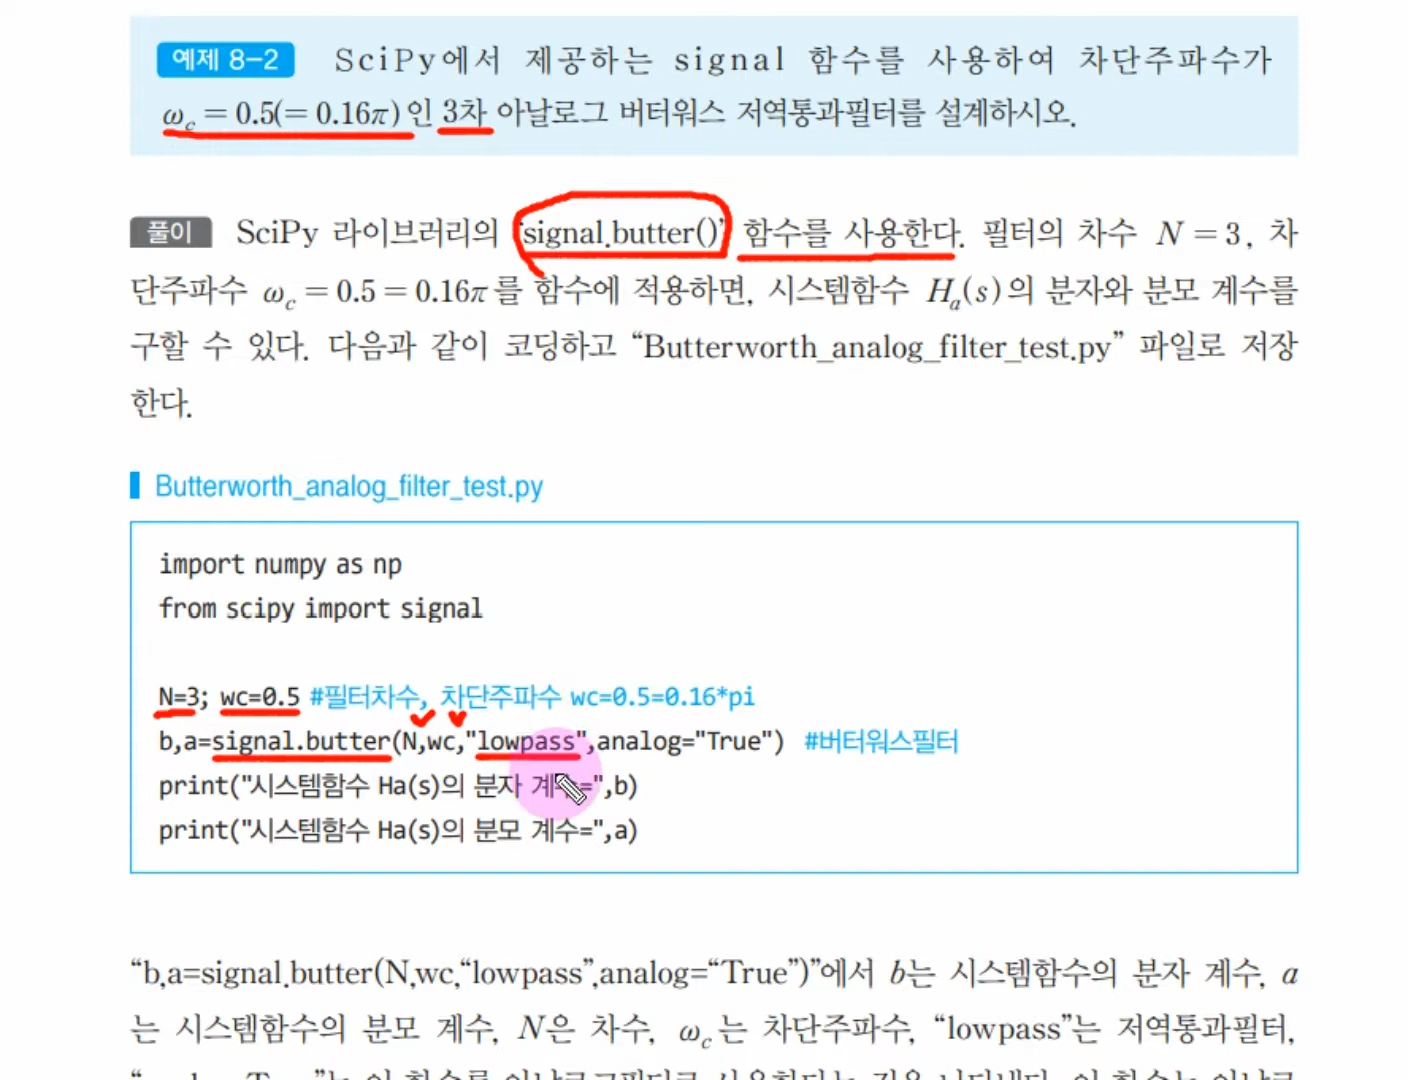 예제 8-2 SciPy에서 제공하는 signal 함수를 사용하여 차단주파수가
ω_c = 0.5(= 0.16π)인 3차 아날로그 버터워스 저역통과필터를 설계하시오.
풀이 SciPy 라이브러리의 ‘signal.butter()’ 함수를 사용한다. 필터의 차수 N = 3, 차
단주파수 ω_c = 0.5 = 0.16π를 함수에 적용하면, 시스템함수 H_a(s)의 분자와 분모 계수를
구할 수 있다. 다음과 같이 코딩하고 “Butterworth_analog_filter_test.py” 파일로 저장
한다.
Butterworth_analog_filter_test.py
import numpy as np
from scipy import signal
N=3; wc=0.5 #필터차수, 차단주파수 wc=0.5=0.16*pi
b,a=signal.butter(N,wc,"lowpass",analog="True") #버터워스필터
print("시스템함수 Ha(s)의 분자 계수=",b)
print("시스템함수 Ha(s)의 분모 계수=",a)
“b,a=signal.butter(N,wc,“lowpass”,analog=“True”)”에서 b는 시스템함수의 분자 계수, a
는 시스템함수의 분모 계수, N은 차수, ω_c는 차단주파수, “lowpass”는 저역통과필터,